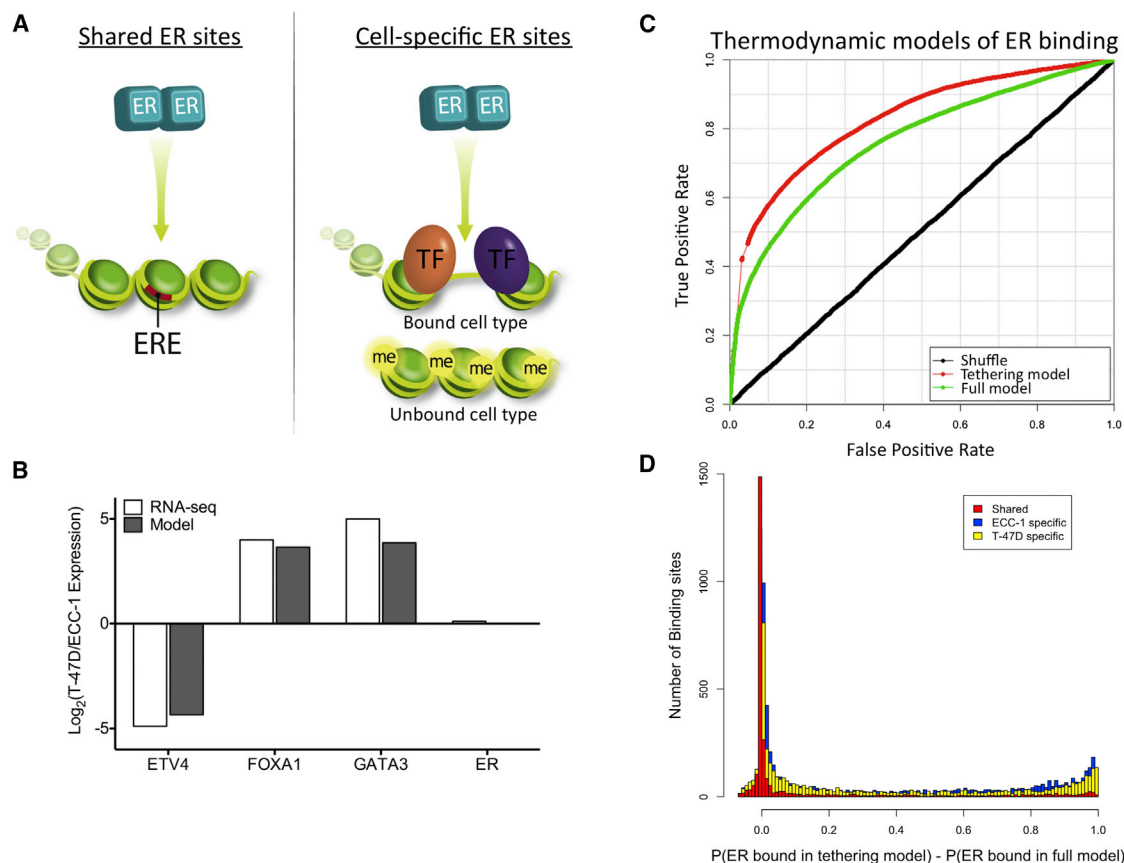 A
Shared ER sites
Cell-specific ER sites
ER ER
ER ER
TF
TF
Bound cell type
ERE
me me me me
Unbound cell type
B
RNA-seq
Model
5
0
-5
Log2(T-47D/ECC-1 Expression)
ETV4 FOXA1 GATA3 ER
C
Thermodynamic models of ER binding
True Positive Rate
1.0
0.8
0.6
0.4
0.2
0.0
Shuffle
Tethering model
Full model
0.0 0.2 0.4 0.6 0.8 1.0
False Positive Rate
D
Number of Binding sites
1500
1000
500
0
Shared
ECC-1 specific
T-47D specific
0.0 0.2 0.4 0.6 0.8 1.0
P(ER bound in tethering model) - P(ER bound in full model)